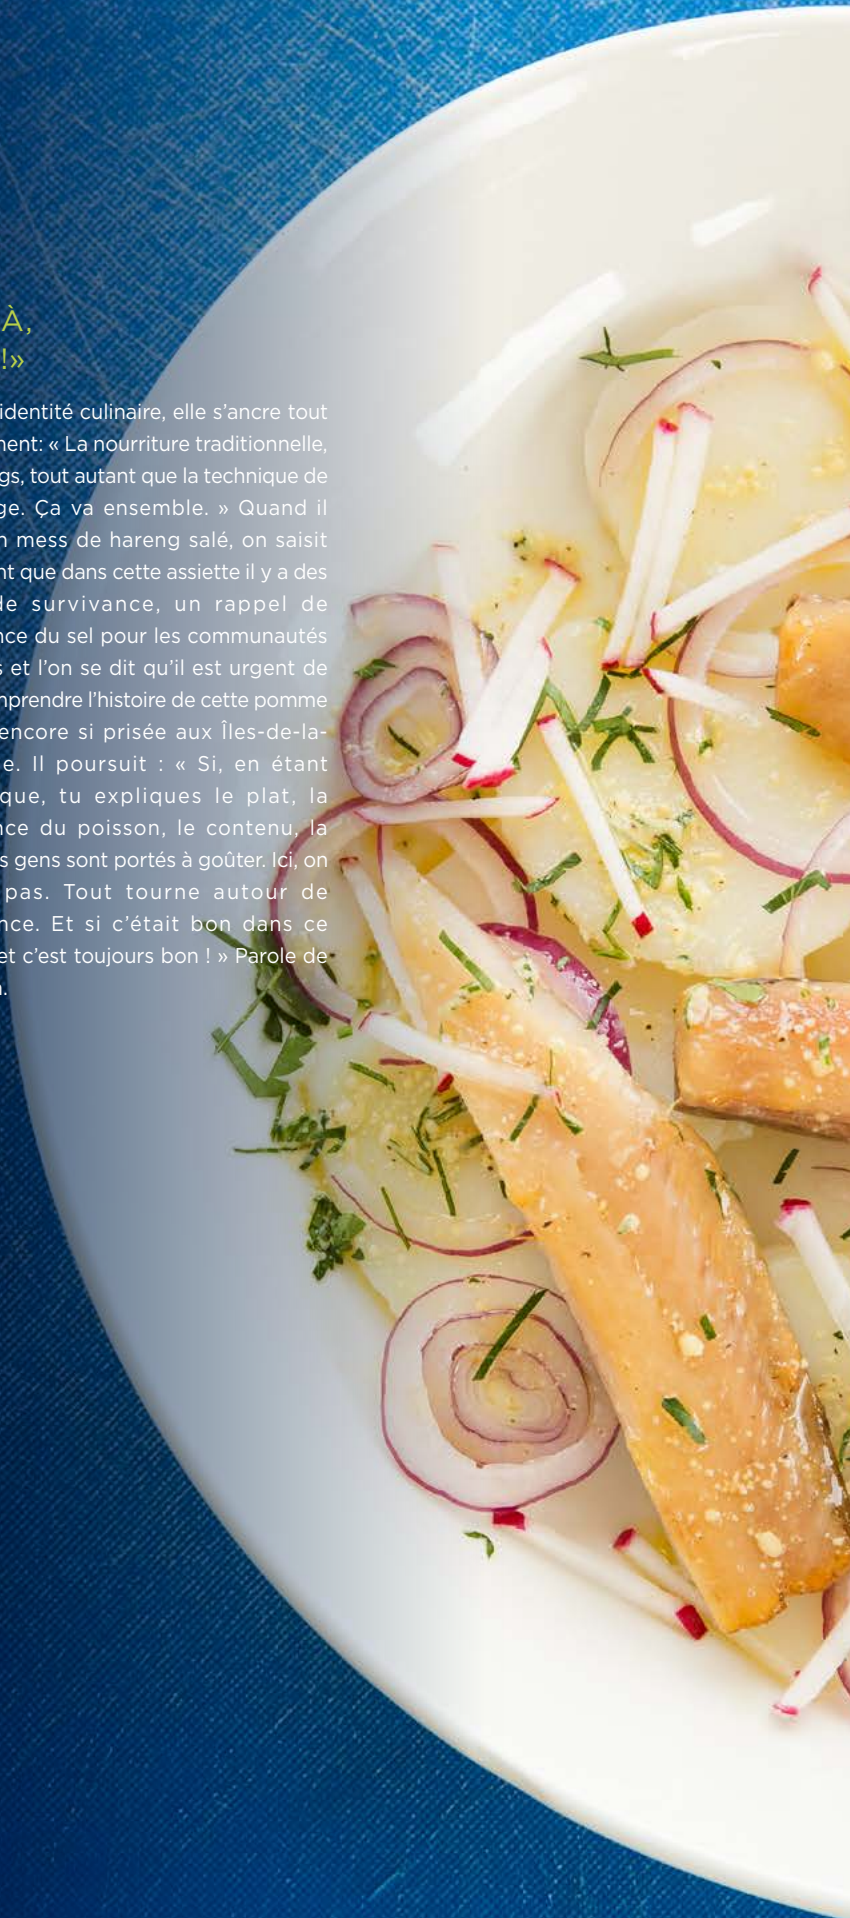 À,
!»
identité culinaire, elle s’ancre tout
nent: « La nourriture traditionnelle,
gs, tout autant que la technique de
ge. Ça va ensemble. » Quand il
n mess de hareng salé, on saisit
nt que dans cette assiette il y a des
de survivance, un rappel de
nce du sel pour les communautés
s et l’on se dit qu’il est urgent de
nprendre l’histoire de cette pomme
encore si prisée aux Îles-de-la-
e. Il poursuit : « Si, en étant
que, tu expliques le plat, la
nce du poisson, le contenu, la
s gens sont portés à goûter. Ici, on
pas. Tout tourne autour de
nce. Et si c’était bon dans ce
et c’est toujours bon ! » Parole de